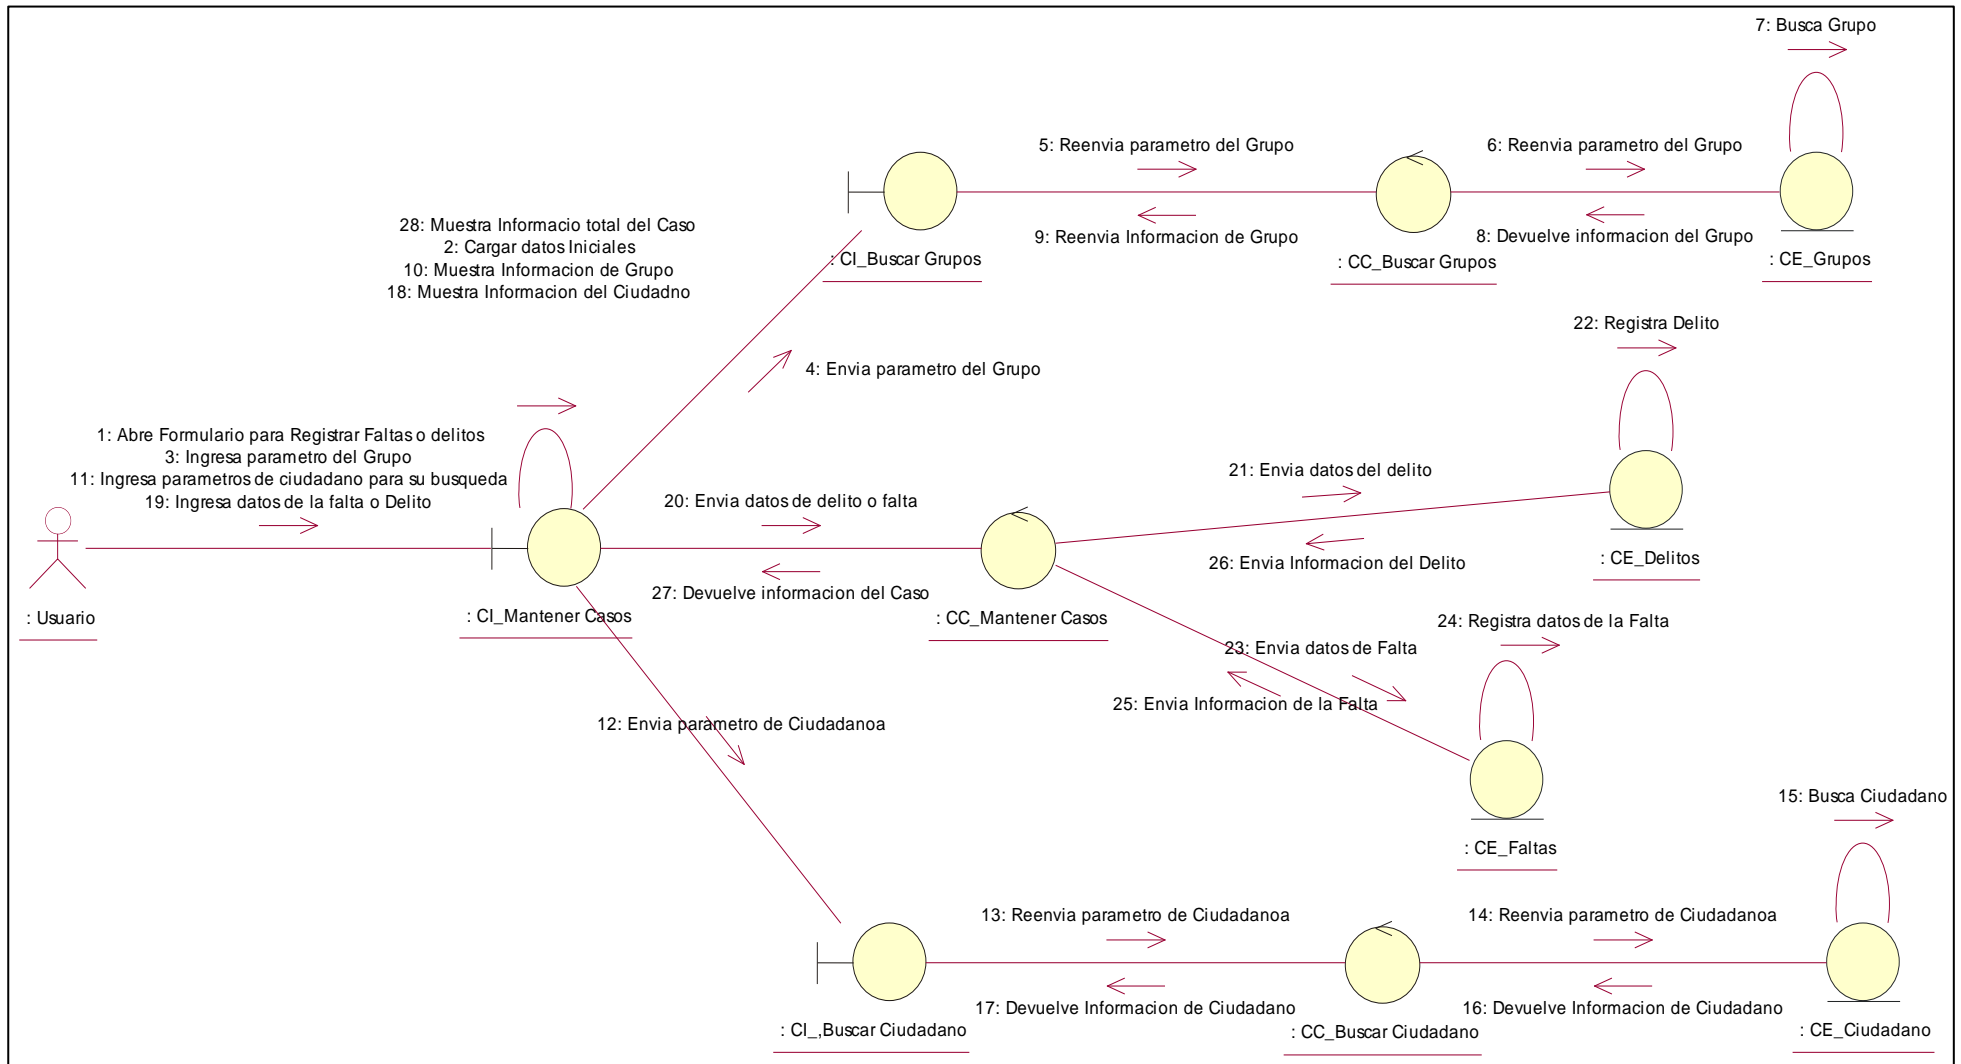 7: Busca Grupo
5: Reenvia parametro del Grupo
6: Reenvia parametro del Grupo
28: Muestra Informacio total del Caso
2: Cargar datos Iniciales
10: Muestra Informacion de Grupo
18: Muestra Informacion del Ciudadno
9: Reenvia Informacion de Grupo
8: Devuelve informacion del Grupo
: CI_Buscar Grupos
: CC_Buscar Grupos
: CE_Grupos
22: Registra Delito
4: Envia parametro del Grupo
1: Abre Formulario para Registrar Faltas o delitos
3: Ingresa parametro del Grupo
11: Ingresa parametros de ciudadano para su busqueda
19: Ingresa datos de la falta o Delito
20: Envia datos de delito o falta
21: Envia datos del delito
26: Envia Informacion del Delito
: CE_Delitos
27: Devuelve informacion del Caso
: Usuario
: CI_Mantener Casos
: CC_Mantener Casos
24: Registra datos de la Falta
23: Envia datos de Falta
25: Envia Informacion de la Falta
12: Envia parametro de Ciudadanoa
15: Busca Ciudadano
: CE_Faltas
13: Reenvia parametro de Ciudadanoa
14: Reenvia parametro de Ciudadanoa
17: Devuelve Informacion de Ciudadano
16: Devuelve Informacion de Ciudadano
: CI_,Buscar Ciudadano
: CC_Buscar Ciudadano
: CE_Ciudadano